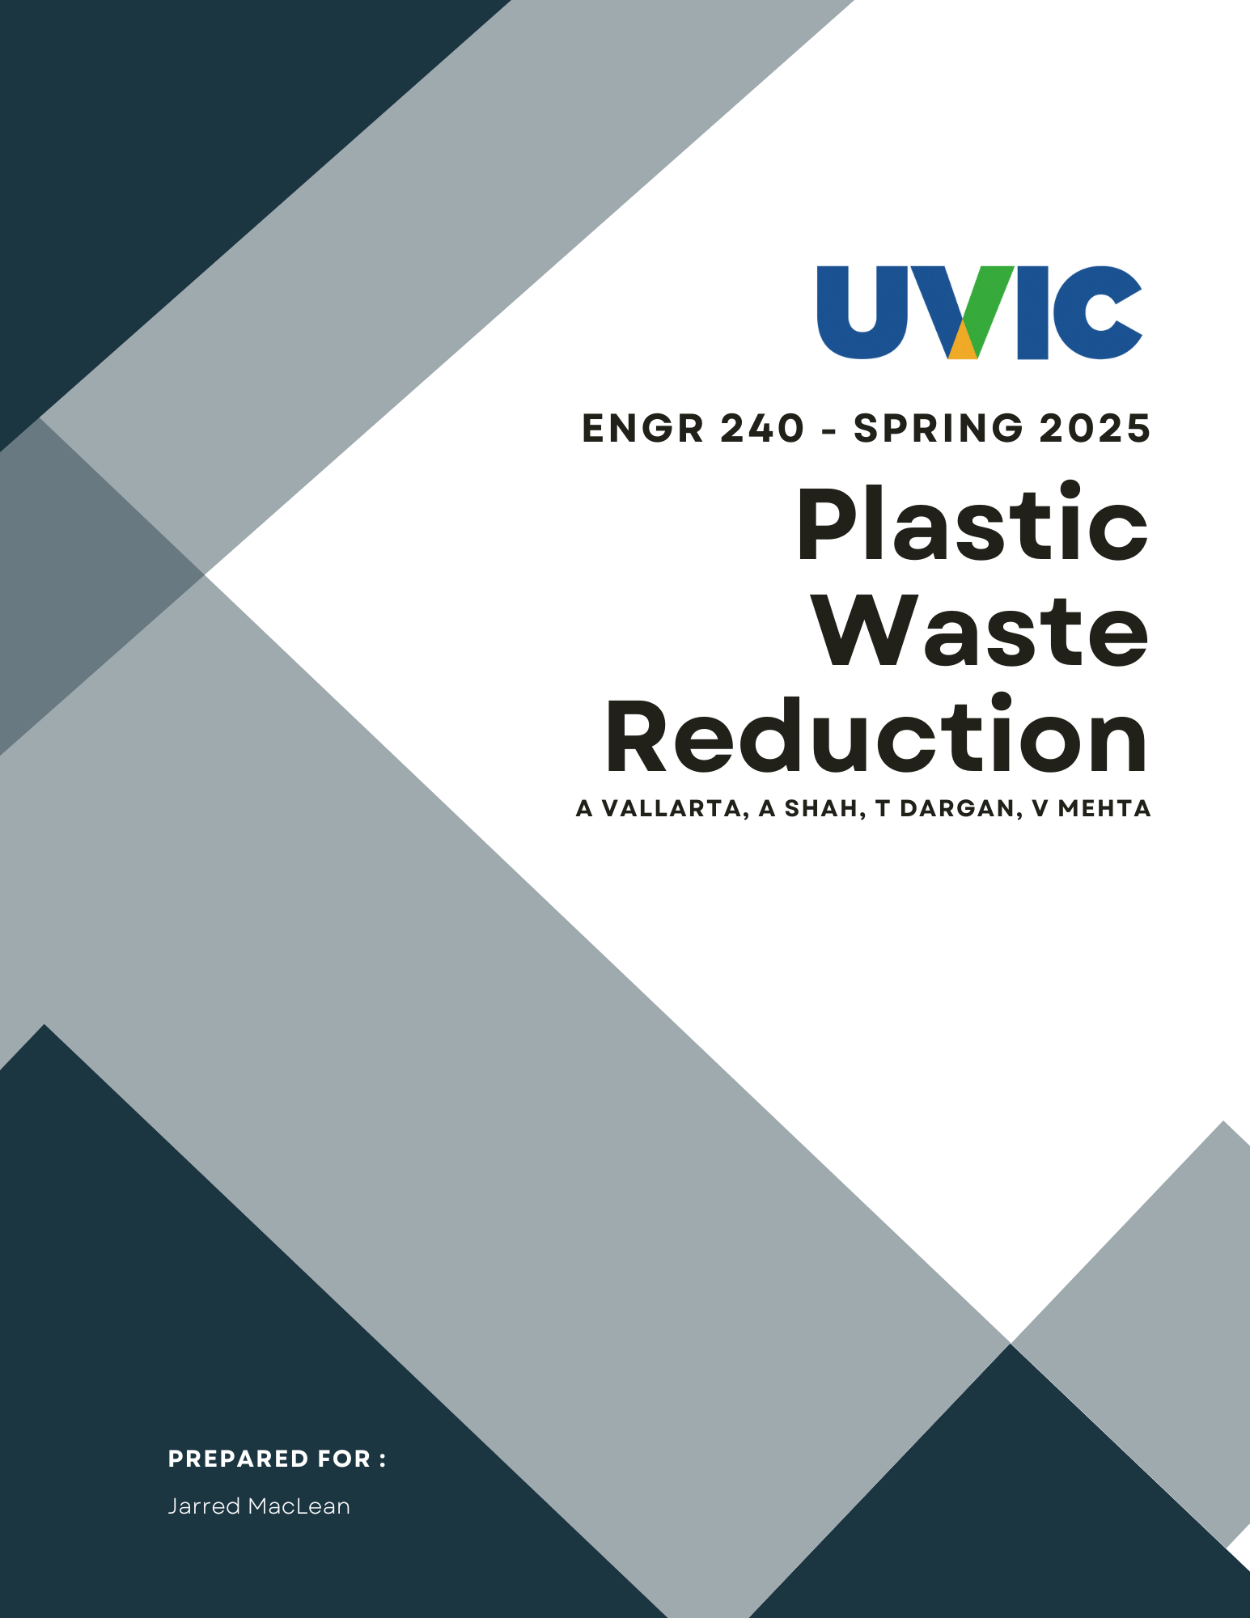 UVIC
ENGR 240 - SPRING 2025
Plastic
Waste
Reduction
A VALLARTA, A SHAH, T DARGAN, V MEHTA
PREPARED FOR :
Jarred MacLean